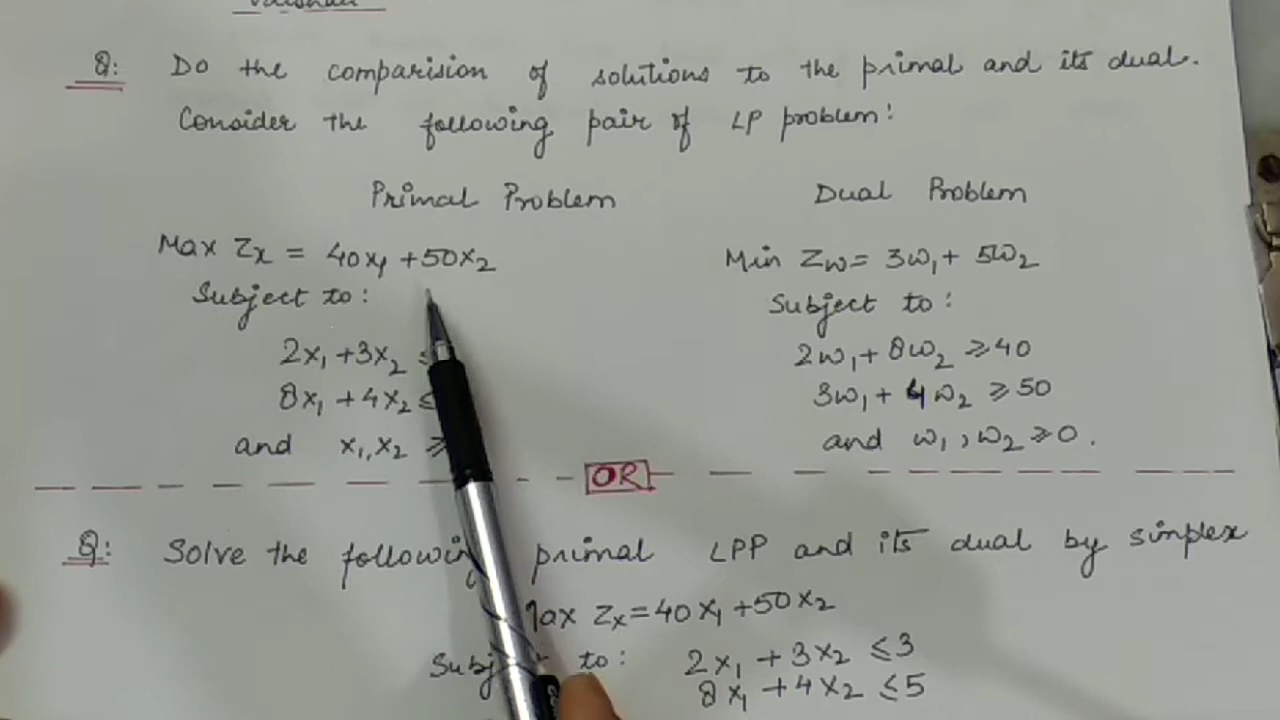 Q: Do the comparision of solutions to the primal and its dual.
Consider the following pair of LP problem:
Primal Problem
Max Zx = 40x1 + 50x2
Subject to:
2x1 + 3x2 ≤
8x1 + 4x2 ≤
and x1, x2 ≥
Dual Problem
Min Zw = 3w1 + 5w2
Subject to:
2w1 + 8w2 ≥ 40
3w1 + 4w2 ≥ 50
and w1, w2 ≥ 0.
OR
Q: Solve the following primal LPP and its dual by simplex
Zx = 40x1 + 50x2
to:
2x1 + 3x2 ≤ 3
8x1 + 4x2 ≤ 5